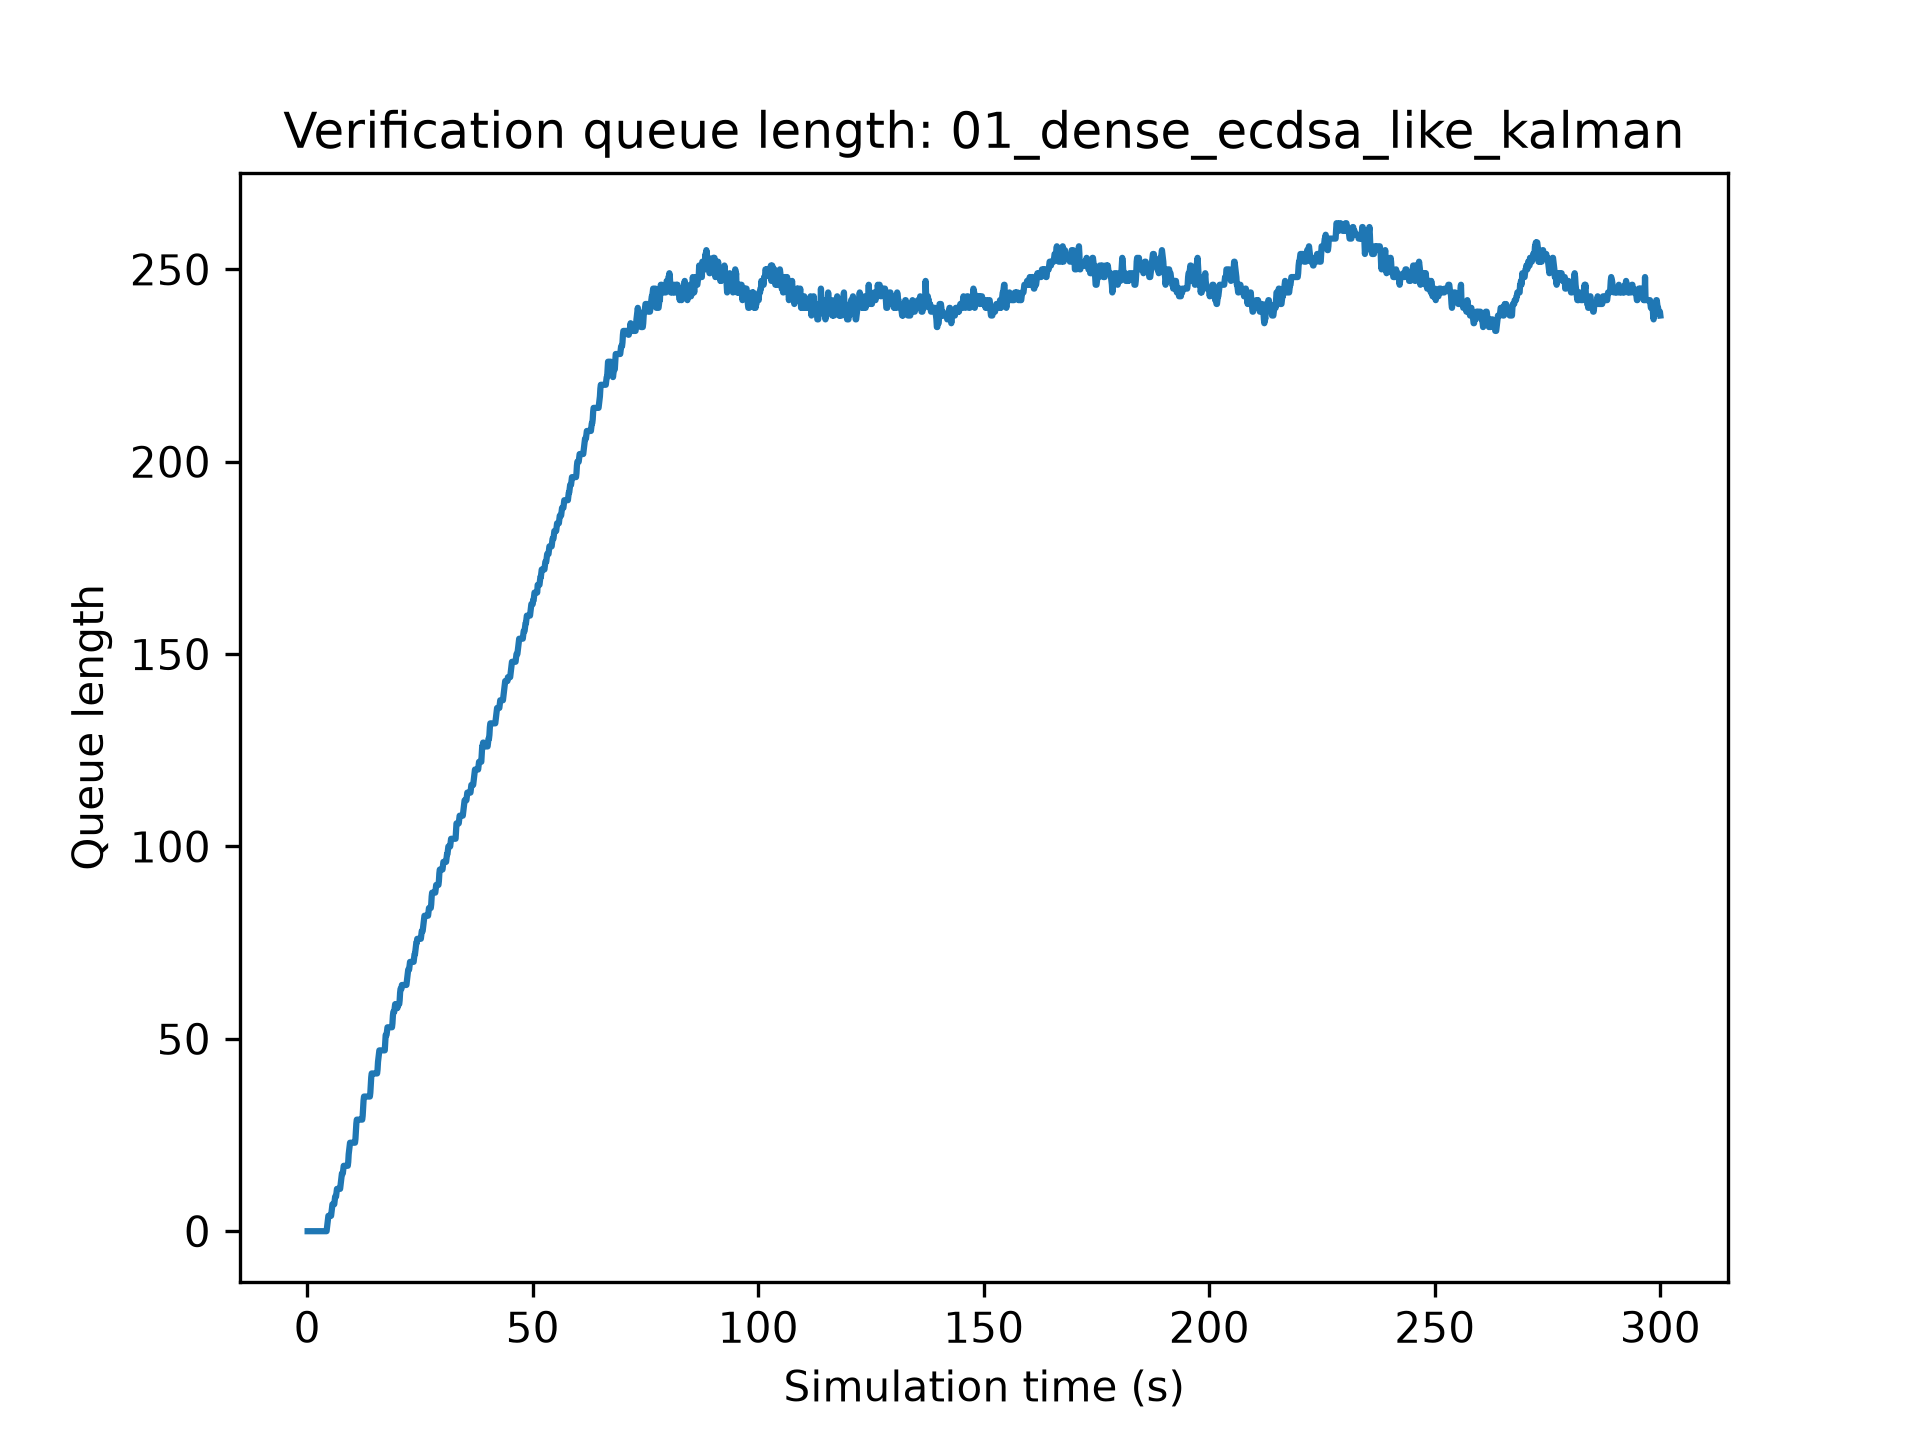 Verification queue length: 01_dense_ecdsa_like_kalman
Queue length
250
200
150
100
50
0
0 50 100 150 200 250 300
Simulation time (s)